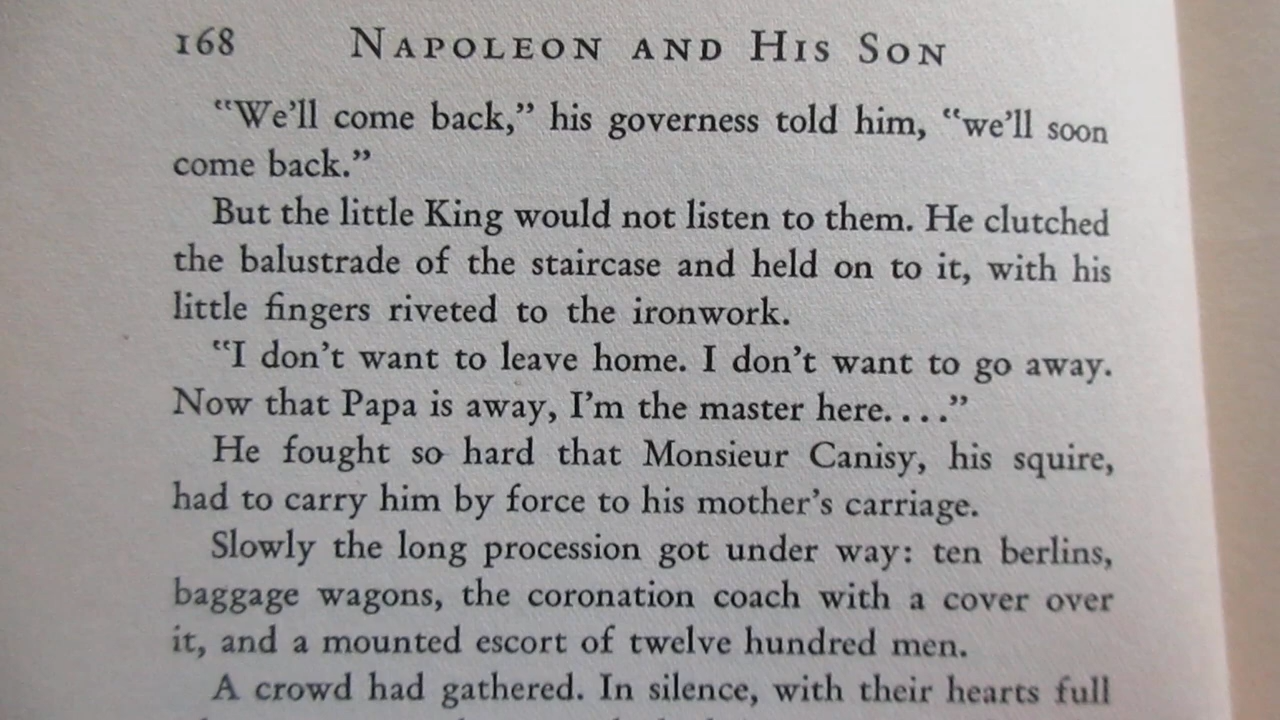 168 NAPOLEON AND HIS SON
“We’ll come back,” his governess told him, “we’ll soon
come back.”
But the little King would not listen to them. He clutched
the balustrade of the staircase and held on to it, with his
little fingers riveted to the ironwork.
“I don’t want to leave home. I don’t want to go away.
Now that Papa is away, I’m the master here. . . .”
He fought so hard that Monsieur Canisy, his squire,
had to carry him by force to his mother’s carriage.
Slowly the long procession got under way: ten berlins,
baggage wagons, the coronation coach with a cover over
it, and a mounted escort of twelve hundred men.
A crowd had gathered. In silence, with their hearts full